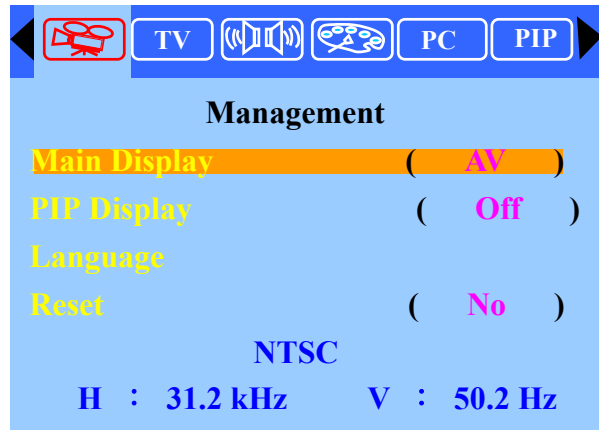 TV PC PIP
Management
Main Display ( AV )
PIP Display ( Off )
Language
Reset ( No )
NTSC
H : 31.2 kHz V : 50.2 Hz